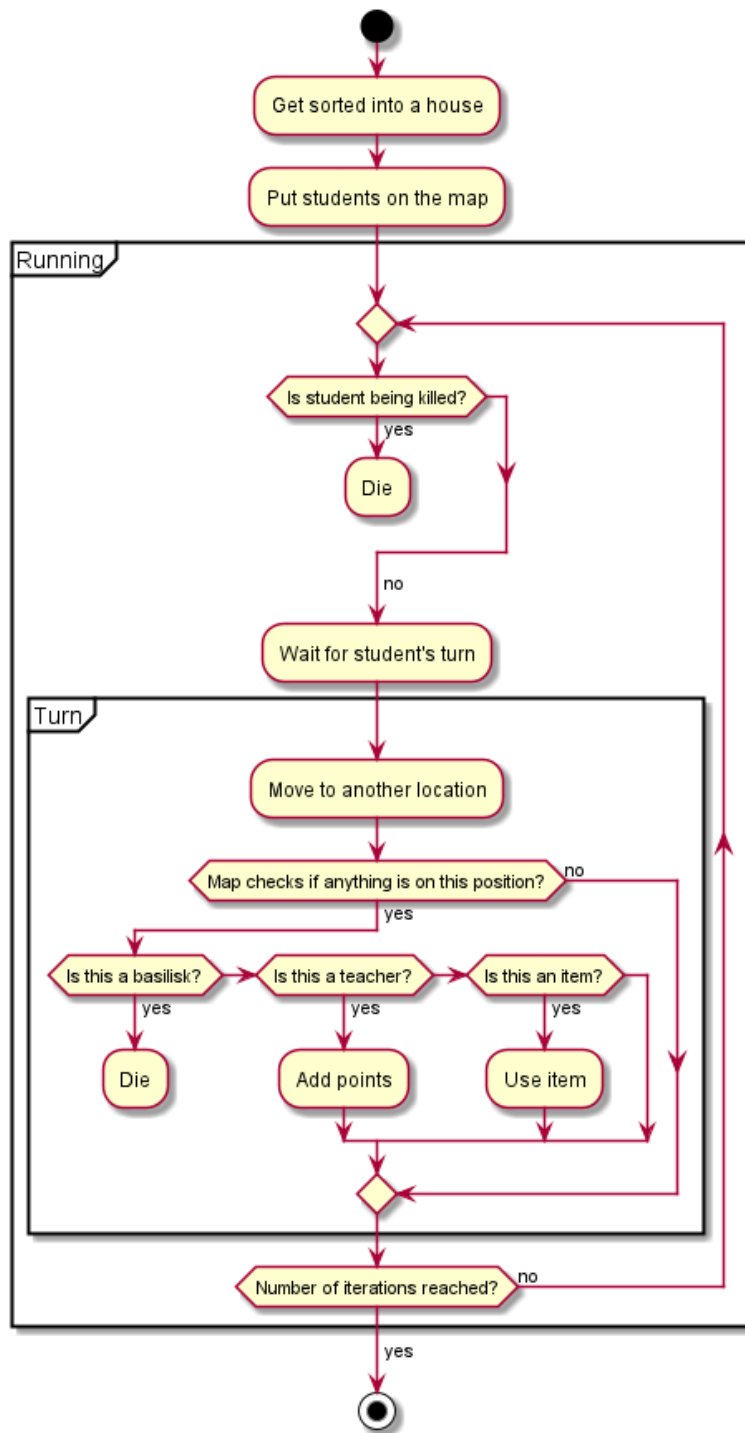 Get sorted into a house
Put students on the map
Running
Is student being killed?
yes
Die
no
Wait for student's turn
Turn
Move to another location
Map checks if anything is on this position?
no
yes
Is this a basilisk?
Is this a teacher?
Is this an item?
yes
yes
yes
Die
Add points
Use item
Number of iterations reached?
no
yes